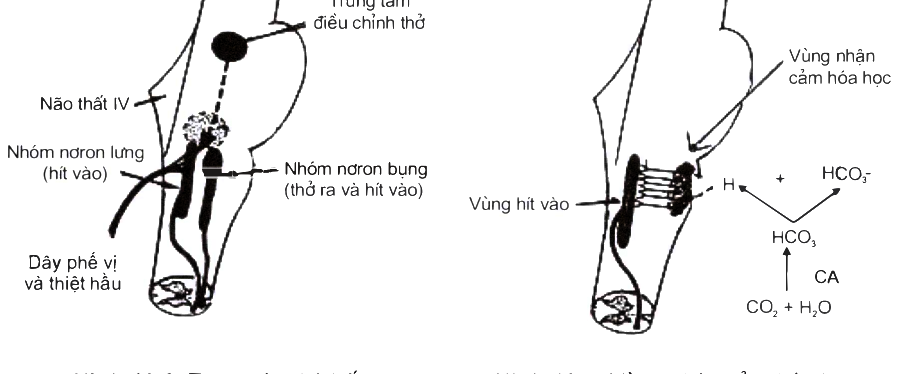 Trung tâm
điều chỉnh thở
Não thất IV
Nhóm nơron lưng
(hít vào)
Nhóm nơron bụng
(thở ra và hít vào)
Dây phế vị
và thiệt hầu
Vùng nhận
cảm hóa học
Vùng hít vào
H + HCO₃-
HCO₃
CA
CO₂ + H₂O